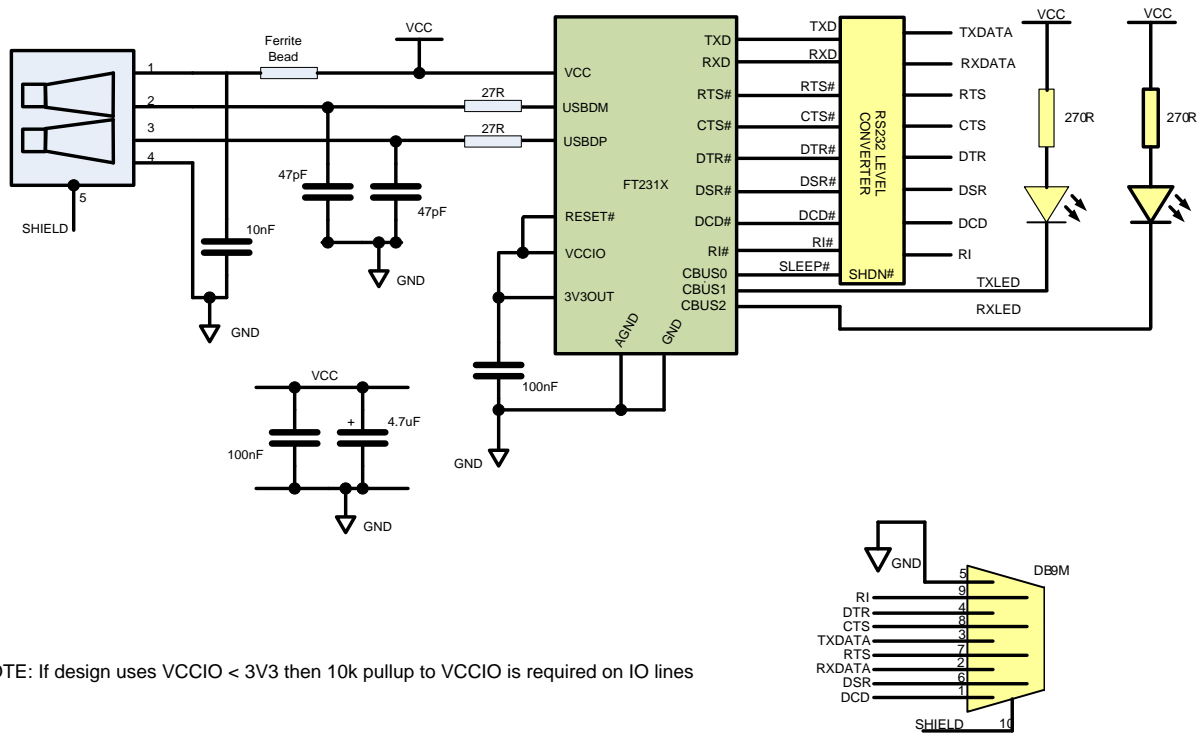 VCC
VCC
VCC
Ferrite
Bead
1
2
3
4
5
SHIELD
27R
27R
47pF
47pF
10nF
GND
GND
VCC
USBDM
USBDP
RESET#
VCCIO
3V3OUT
FT231X
AGND
GND
TXD
RXD
RTS#
CTS#
DTR#
DSR#
DCD#
RI#
CBUS0
CBUS1
CBUS2
TXD
RXD
RTS#
CTS#
DTR#
DSR#
DCD#
RI#
SLEEP#
RS232 LEVEL
CONVERTER
SHDN#
TXDATA
RXDATA
RTS
CTS
DTR
DSR
DCD
RI
TXLED
RXLED
270R
270R
100nF
GND
VCC
100nF
+
4.7uF
GND
GND
DB9M
5
RI 9
DTR 4
CTS 8
TXDATA 3
RTS 7
RXDATA 2
DSR 6
DCD 1
SHIELD 10
OTE: If design uses VCCIO < 3V3 then 10k pullup to VCCIO is required on IO lines